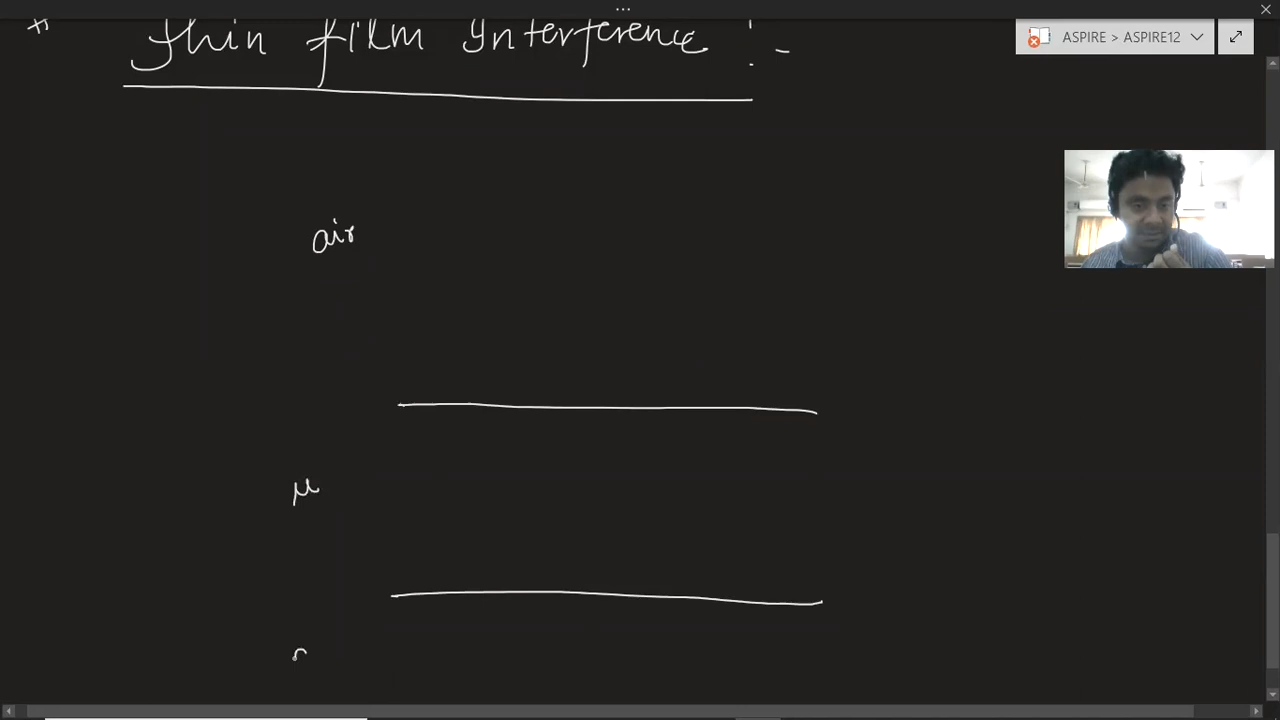 * Thin film Interference :-
ASPIRE > ASPIRE12
air
μ